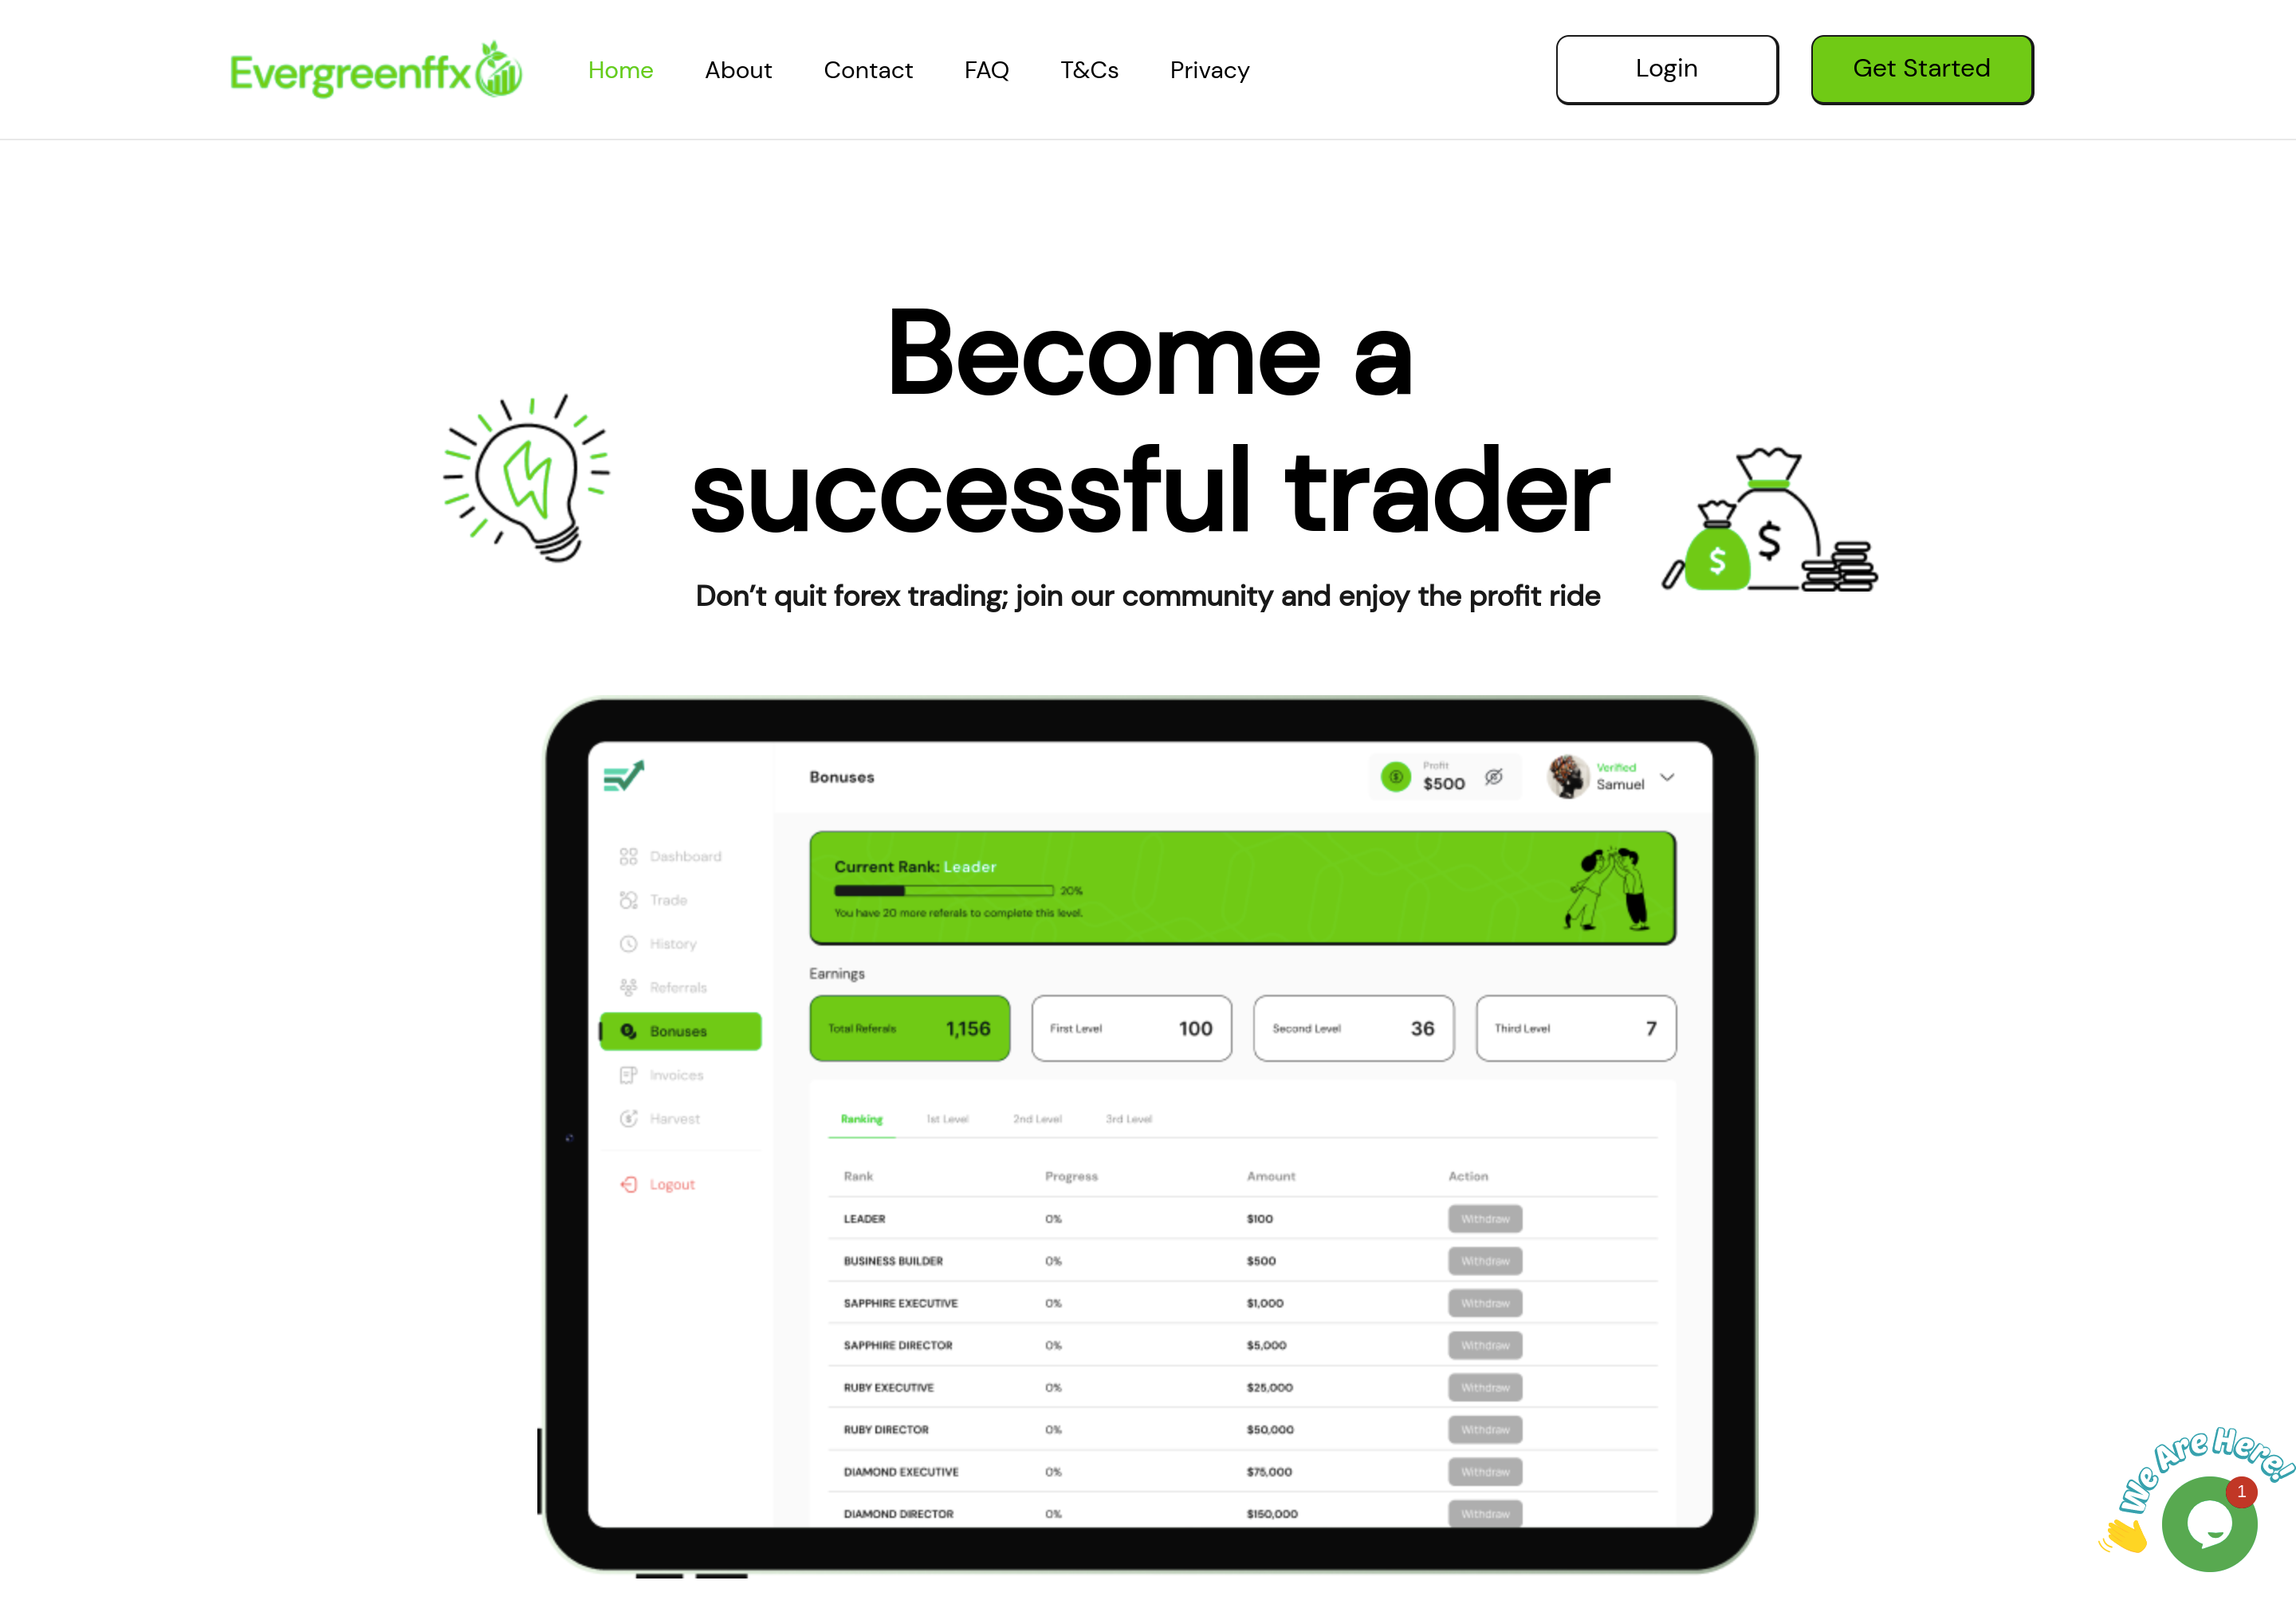 Evergreenffx
Home About Contact FAQ T&Cs Privacy Login Get Started
Become a
successful trader
$ $
Don’t quit forex trading; join our community and enjoy the profit ride
Bonuses
Profit
$500
Verified
Samuel
Dashboard
Trade
History
Referrals
Bonuses
Invoices
Harvest
Logout
Current Rank: Leader
20%
You have 20 more referrals to complete this level.
Earnings
Total Referrals 1,156 First Level 100 Second Level 36 Third Level 7
Ranking 1st Level 2nd Level 3rd Level
Rank Progress Amount Action
LEADER 0% $100 Withdraw
BUSINESS BUILDER 0% $500 Withdraw
SAPPHIRE EXECUTIVE 0% $1,000 Withdraw
SAPPHIRE DIRECTOR 0% $5,000 Withdraw
RUBY EXECUTIVE 0% $25,000 Withdraw
RUBY DIRECTOR 0% $50,000 Withdraw
DIAMOND EXECUTIVE 0% $75,000 Withdraw
DIAMOND DIRECTOR 0% $150,000 Withdraw
We Are Here!
1